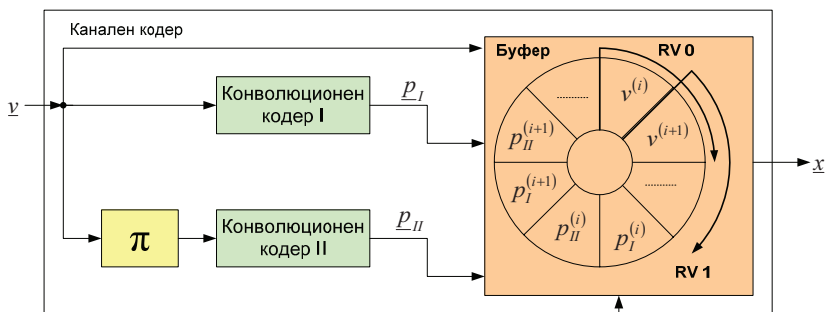 Канален кодер
Буфер
RV 0
v
Конволюционен
кодер I
p_I
π
Конволюционен
кодер II
p_II
...........
v^(i)
v^(i+1)
...........
p_I^(i)
p_II^(i)
p_I^(i+1)
p_II^(i+1)
RV 1
x